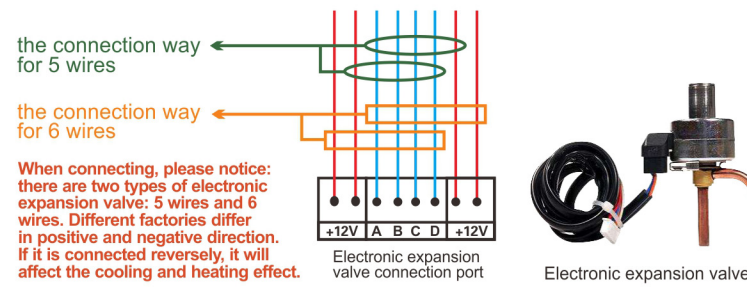 the connection way
for 5 wires
the connection way
for 6 wires
When connecting, please notice:
there are two types of electronic
expansion valve: 5 wires and 6
wires. Different factories differ
in positive and negative direction.
If it is connected reversely, it will
affect the cooling and heating effect.
+12V A B C D +12V
Electronic expansion
valve connection port
Electronic expansion valve